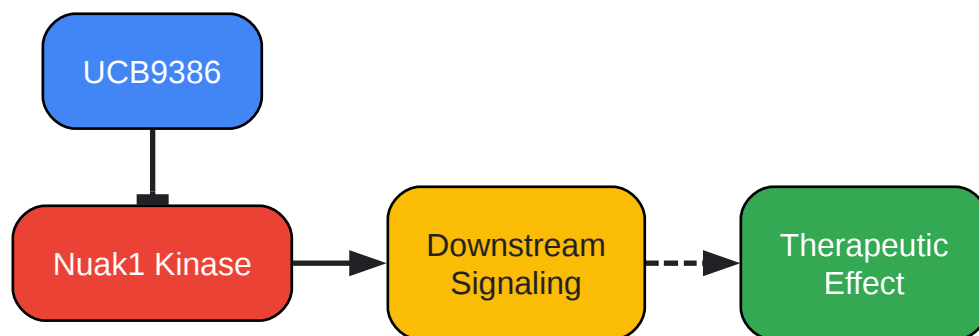 UCB9386
Nuak1 Kinase
Downstream
Signaling
Therapeutic
Effect